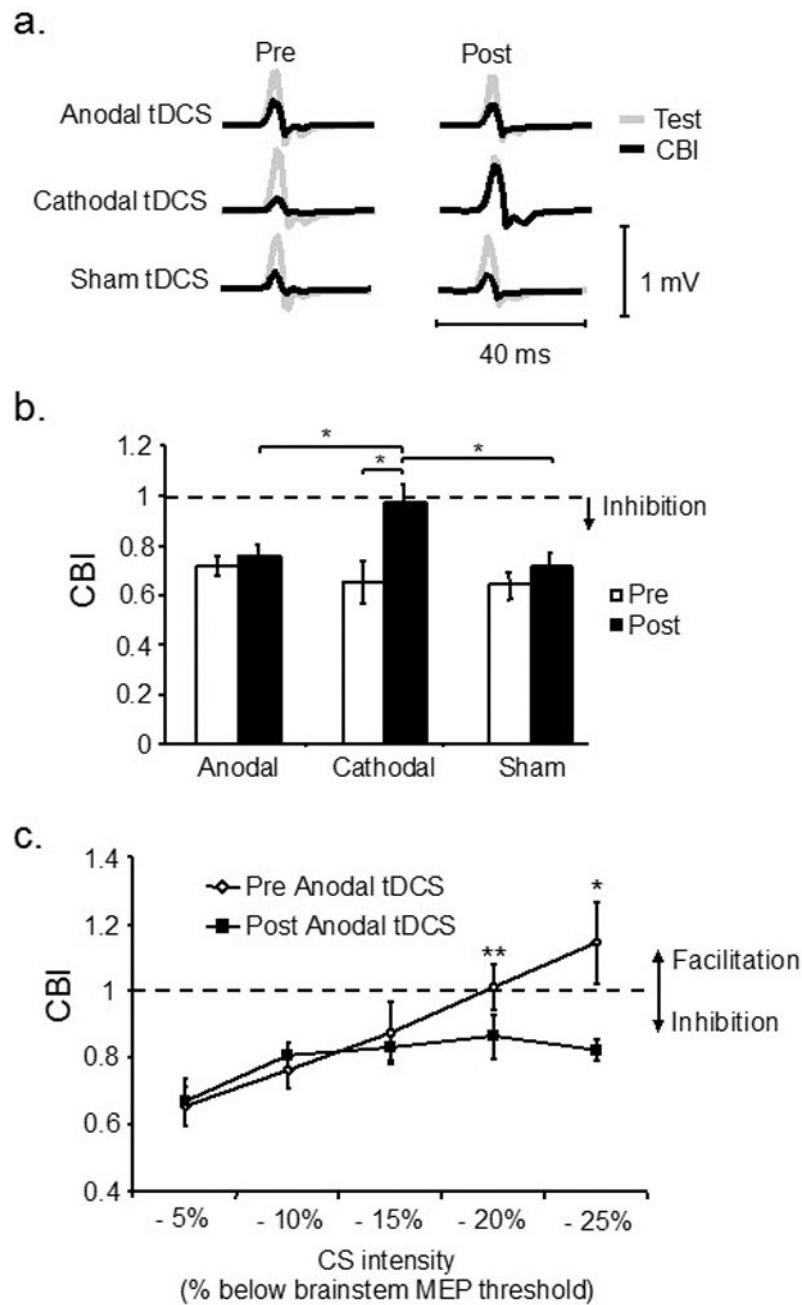 a.
Pre Post
Anodal tDCS
Test
CBI
Cathodal tDCS
Sham tDCS
1 mV
40 ms
b.
1.2
*
*
*
1
Inhibition
0.8
CBI
0.6
Pre
Post
0.4
0.2
0
Anodal Cathodal Sham
c.
1.4
Pre Anodal tDCS
*
Post Anodal tDCS
1.2
**
Facilitation
CBI
1
Inhibition
0.8
0.6
0.4
- 5% - 10% - 15% - 20% - 25%
CS intensity
(% below brainstem MEP threshold)